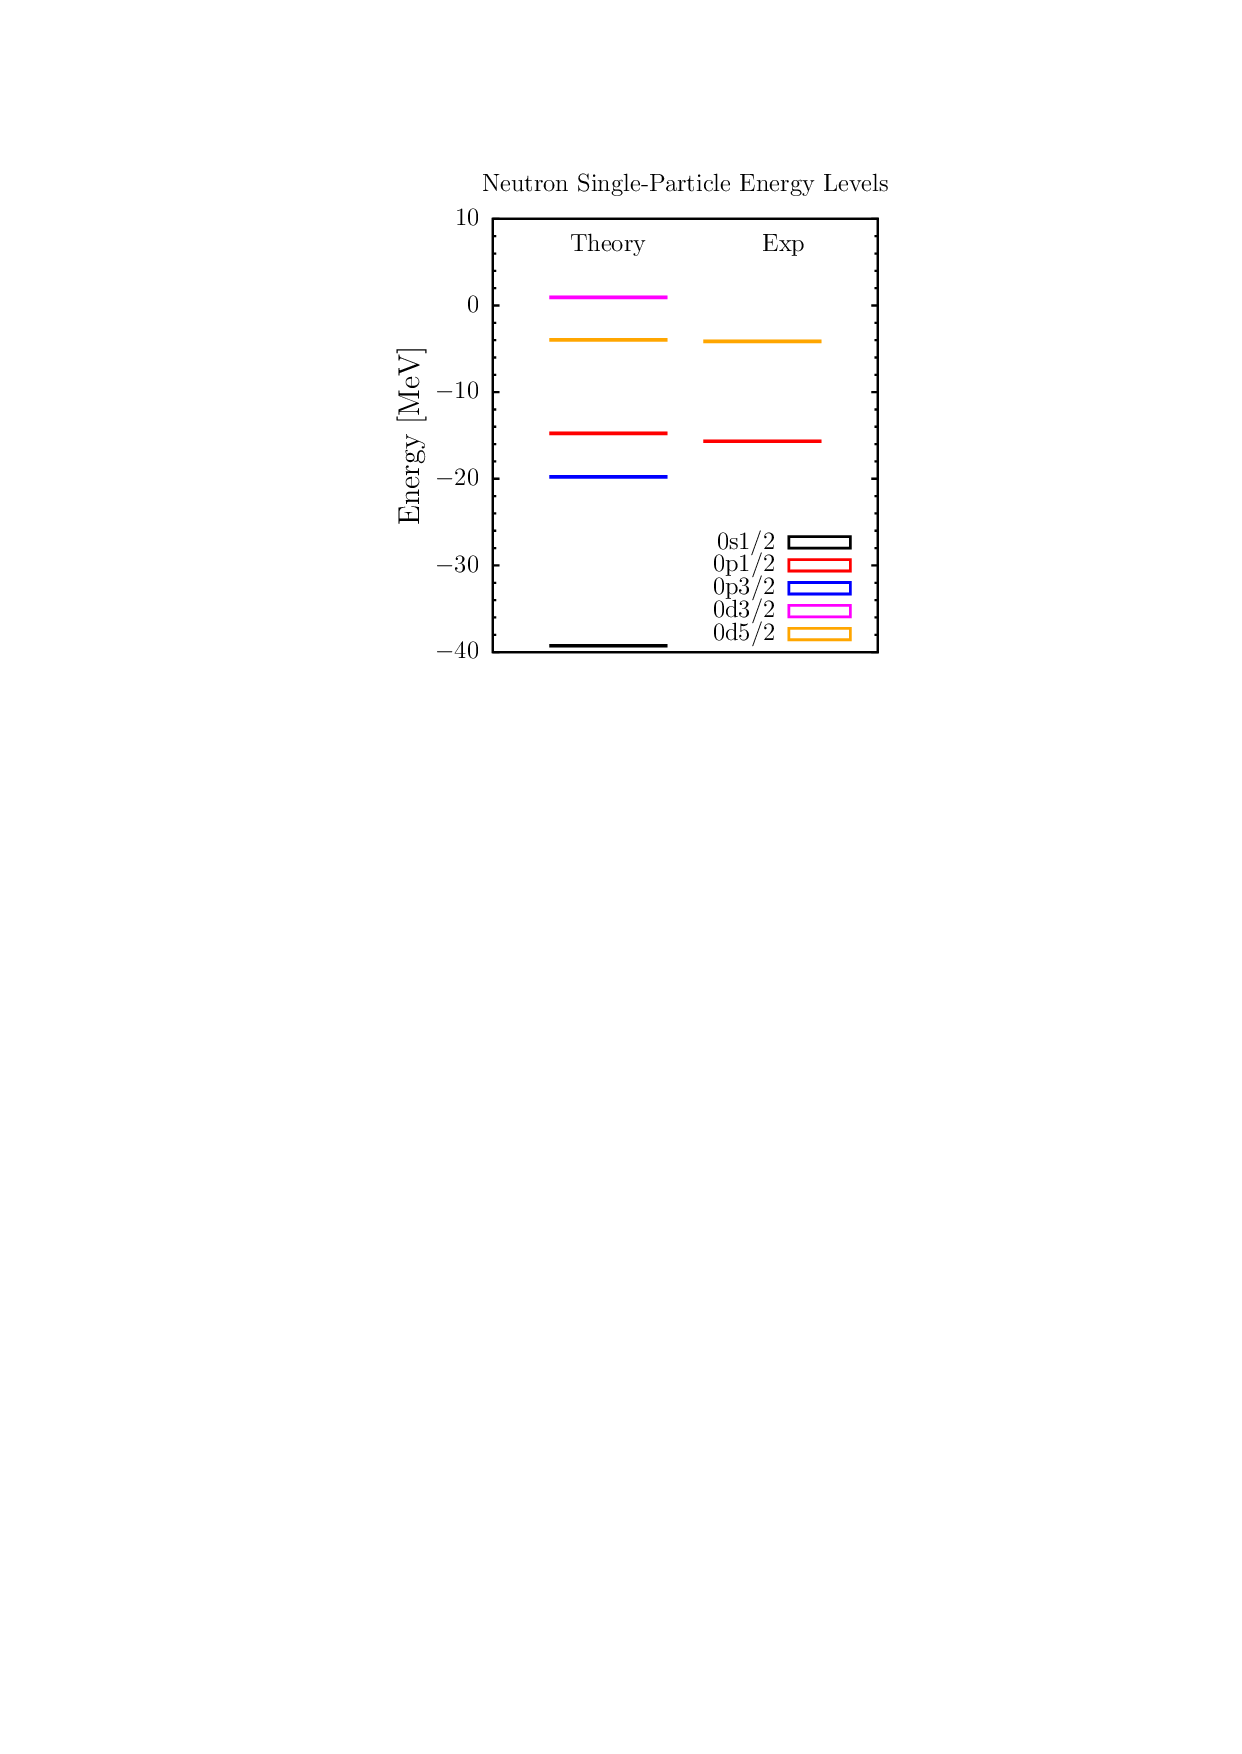 Neutron Single-Particle Energy Levels
10
Theory
Exp
0
−10
−20
−30
−40
Energy [MeV]
0s1/2
0p1/2
0p3/2
0d3/2
0d5/2